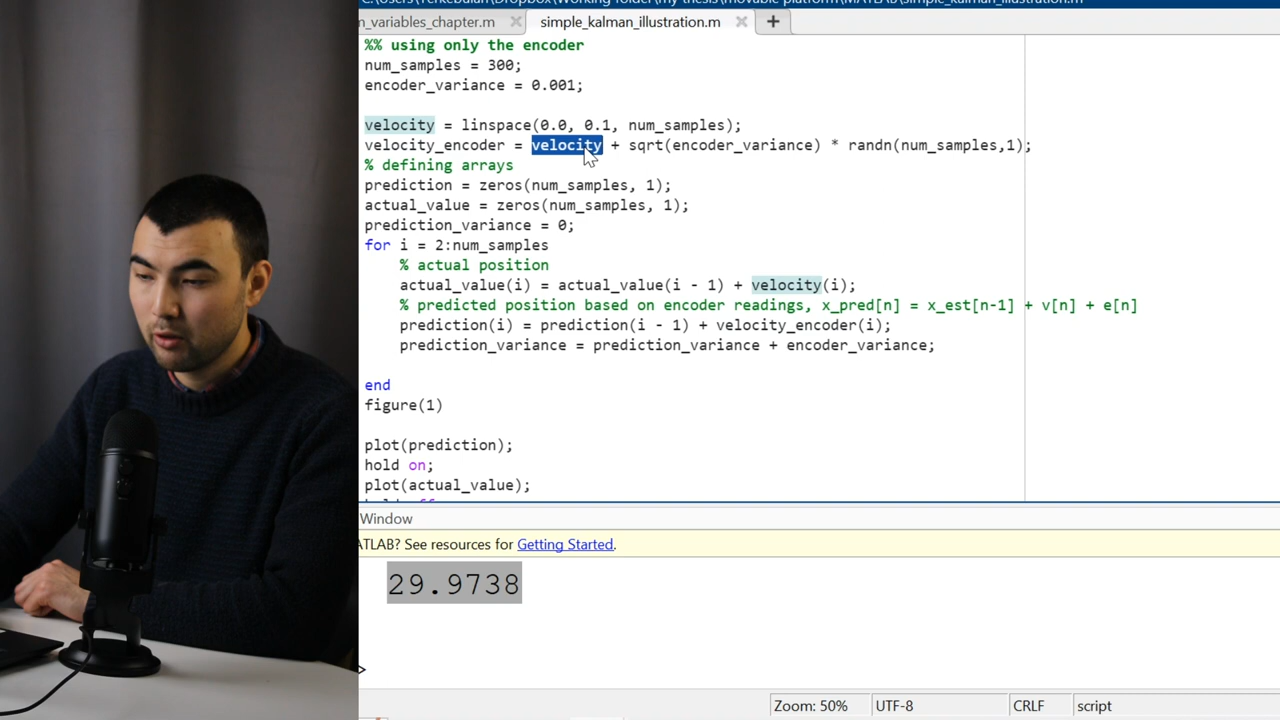 n_variables_chapter.m
simple_kalman_illustration.m
%% using only the encoder
num_samples = 300;
encoder_variance = 0.001;
velocity = linspace(0.0, 0.1, num_samples);
velocity_encoder = velocity + sqrt(encoder_variance) * randn(num_samples,1);
% defining arrays
prediction = zeros(num_samples, 1);
actual_value = zeros(num_samples, 1);
prediction_variance = 0;
for i = 2:num_samples
% actual position
actual_value(i) = actual_value(i - 1) + velocity(i);
% predicted position based on encoder readings, x_pred[n] = x_est[n-1] + v[n] + e[n]
prediction(i) = prediction(i - 1) + velocity_encoder(i);
prediction_variance = prediction_variance + encoder_variance;
end
figure(1)
plot(prediction);
hold on;
plot(actual_value);
Window
ATLAB? See resources for Getting Started.
29.9738
Zoom: 50% UTF-8 CRLF script